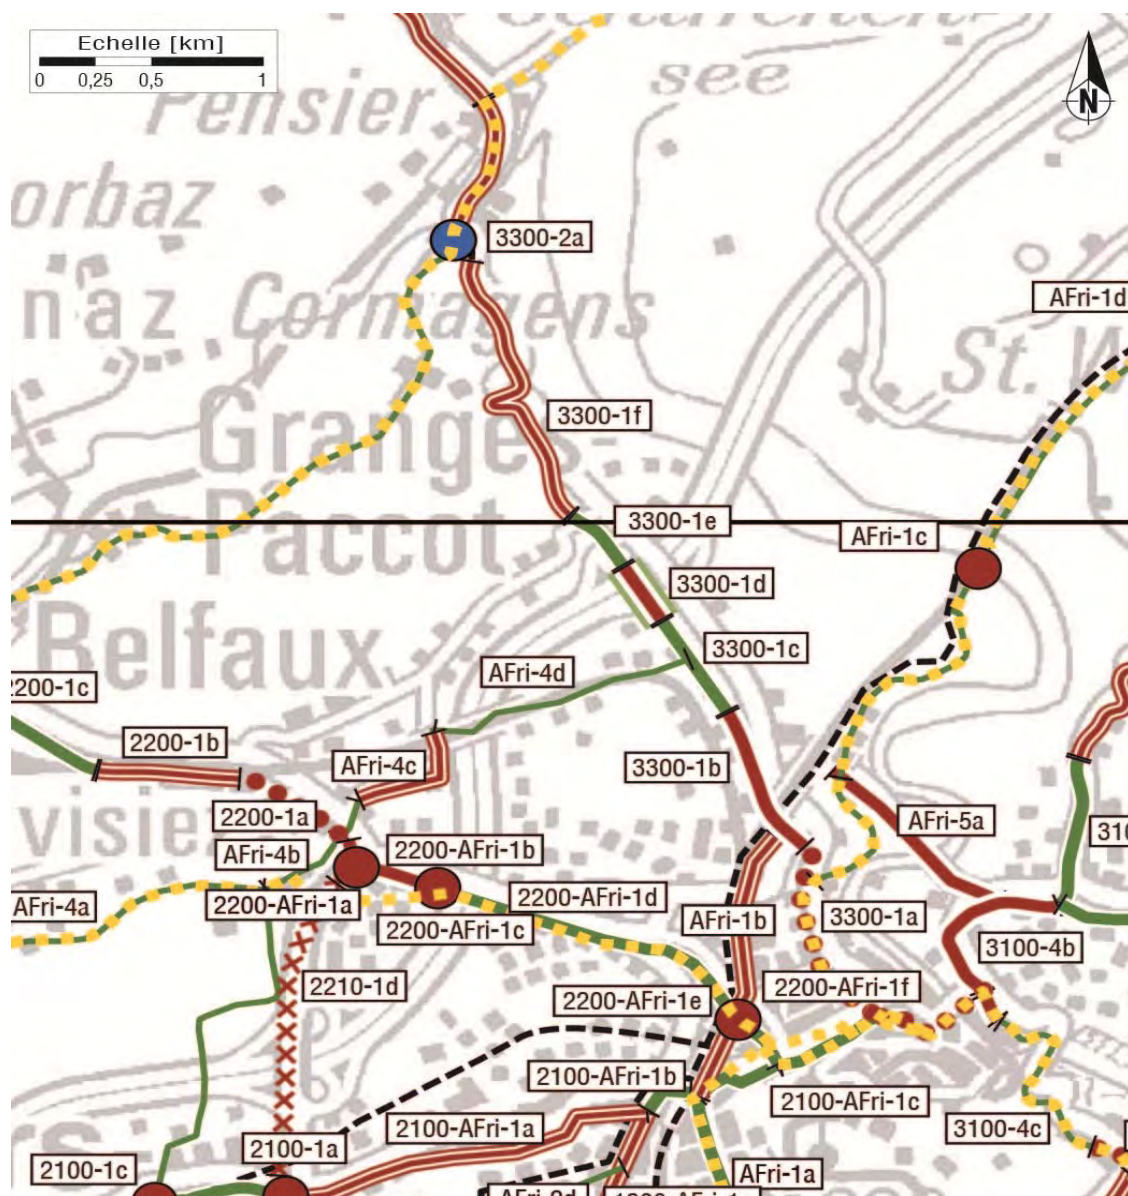 Echelle [km]
0 0,25 0,5 1
N
see
Pensier
orbaz
3300-2a
naz
Cormagens
AFri-1d
St. W
Granges-
3300-1f
3300-1e
AFri-1c
Paccot
3300-1d
Belfaux
3300-1c
AFri-4d
2200-1c
2200-1b
AFri-4c
3300-1b
visie
2200-1a
AFri-5a
310
AFri-4b
2200-AFri-1b
AFri-4a
2200-AFri-1a
2200-AFri-1d
2200-AFri-1c
AFri-1b
3300-1a
3100-4b
2210-1d
2200-AFri-1e
2200-AFri-1f
2100-AFri-1b
2100-AFri-1a
2100-AFri-1c
3100-4c
2100-1a
2100-1c
AFri-1a